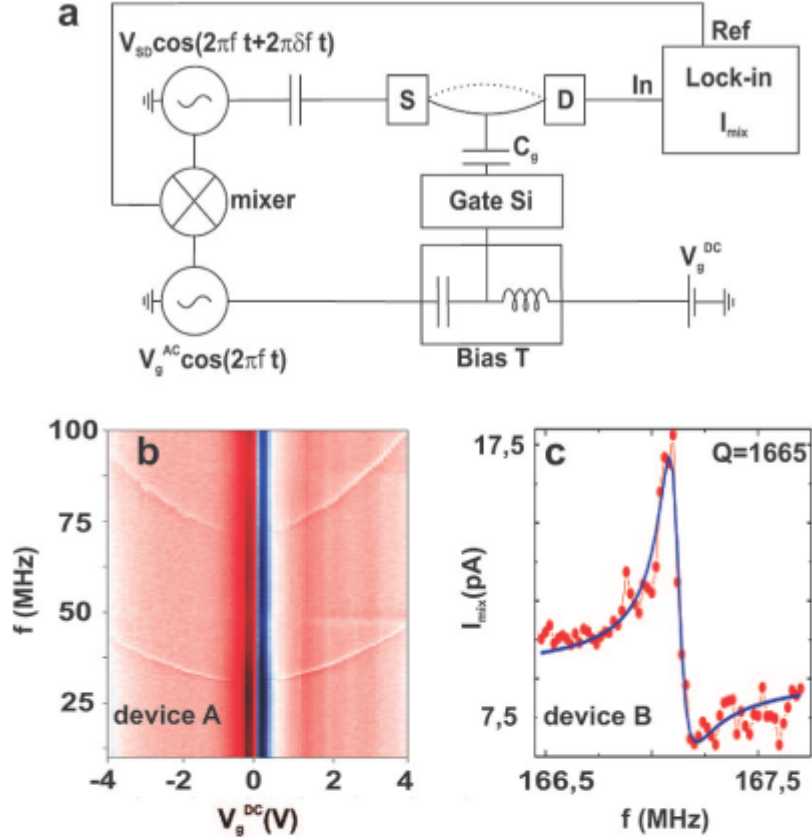 a
V_SD cos(2πf t+2πδf t)
Ref
S
D
In
Lock-in
I_mix
C_g
mixer
Gate Si
V_g^DC
Bias T
V_g^AC cos(2πf t)
100
b
75
f (MHz)
50
25
device A
-4
-2
0
2
4
V_g^DC(V)
17,5
c
Q=1665
I_mix(pA)
7,5
device B
166,5
167,5
f (MHz)